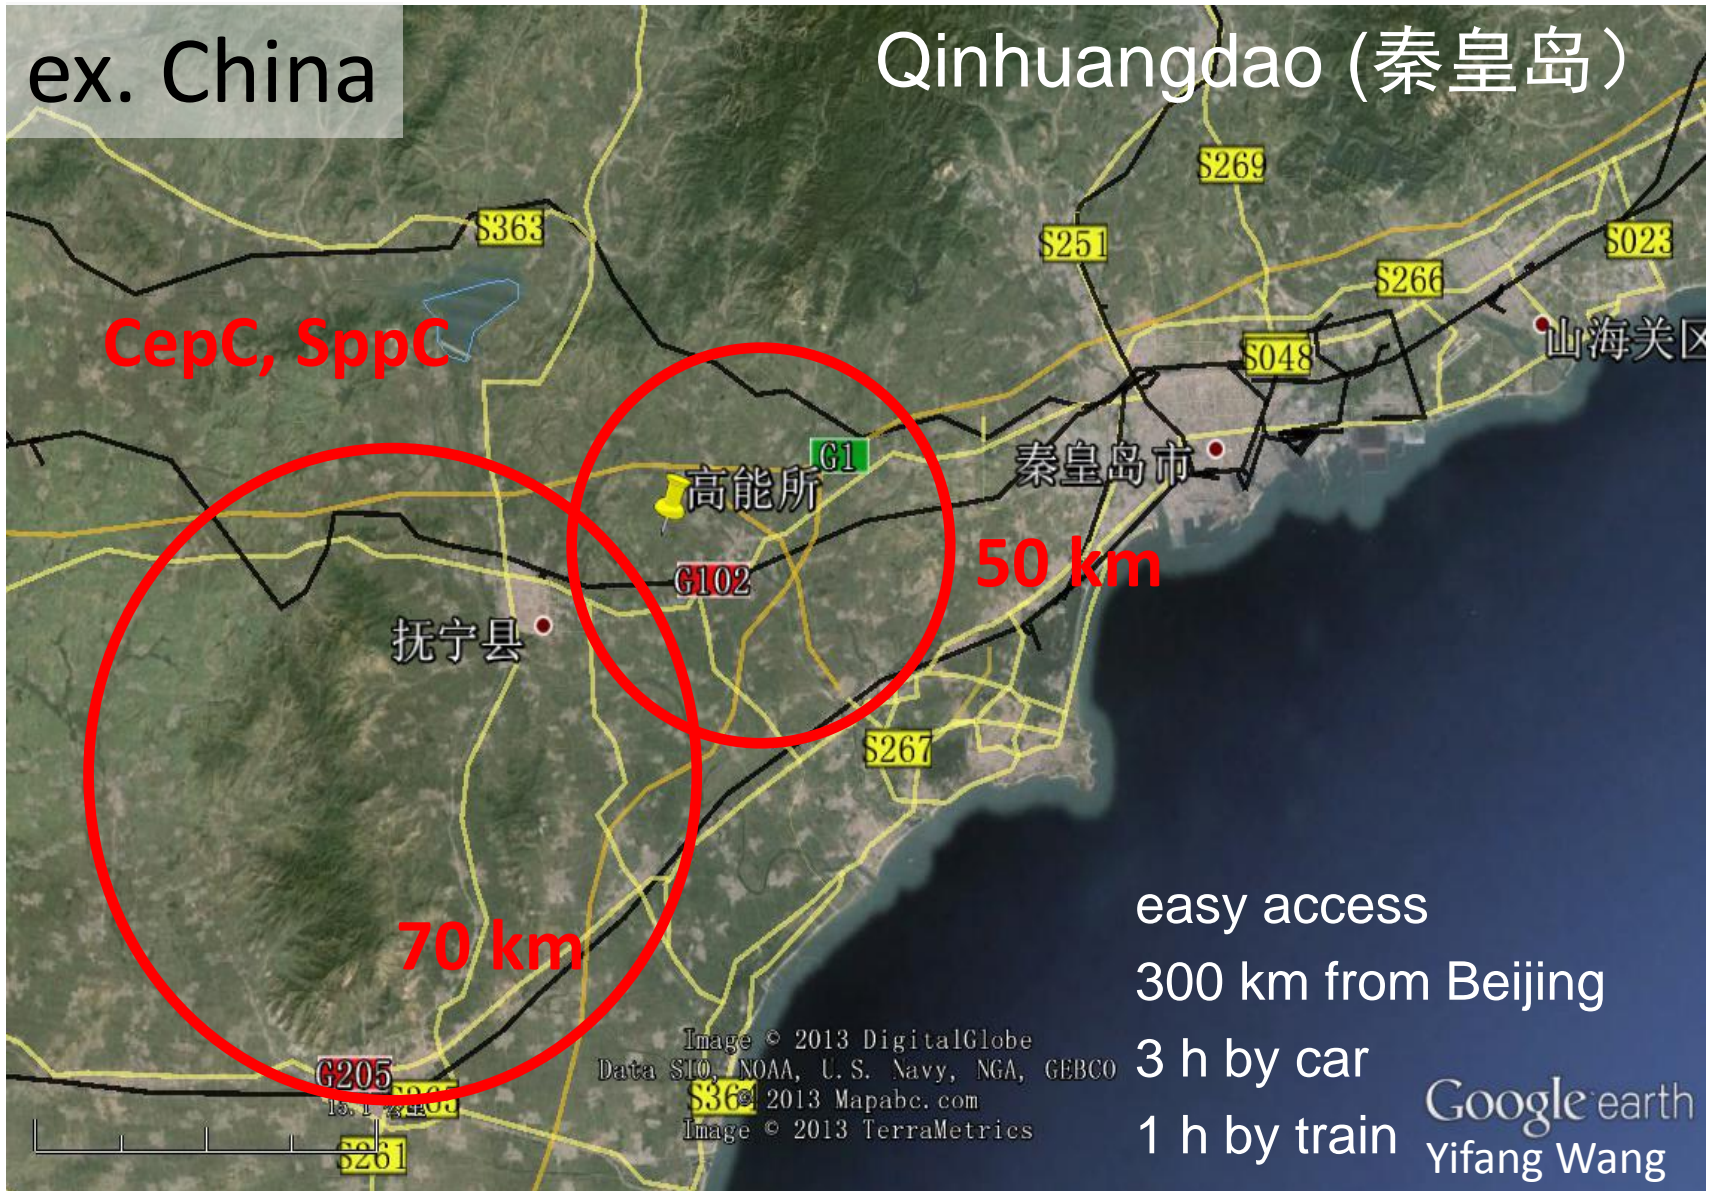 ex. China
Qinhuangdao (秦皇岛）
S269
S363
S251
S023
S266
CepC, SppC
山海关区
S048
G1
秦皇岛市
高能所
50 km
G102
抚宁县
S267
70 km
easy access
300 km from Beijing
3 h by car
1 h by train
Image © 2013 DigitalGlobe
Data SIO, NOAA, U.S. Navy, NGA, GEBCO
© 2013 Mapabc.com
Image © 2013 TerraMetrics
G205
S261
Google earth
Yifang Wang